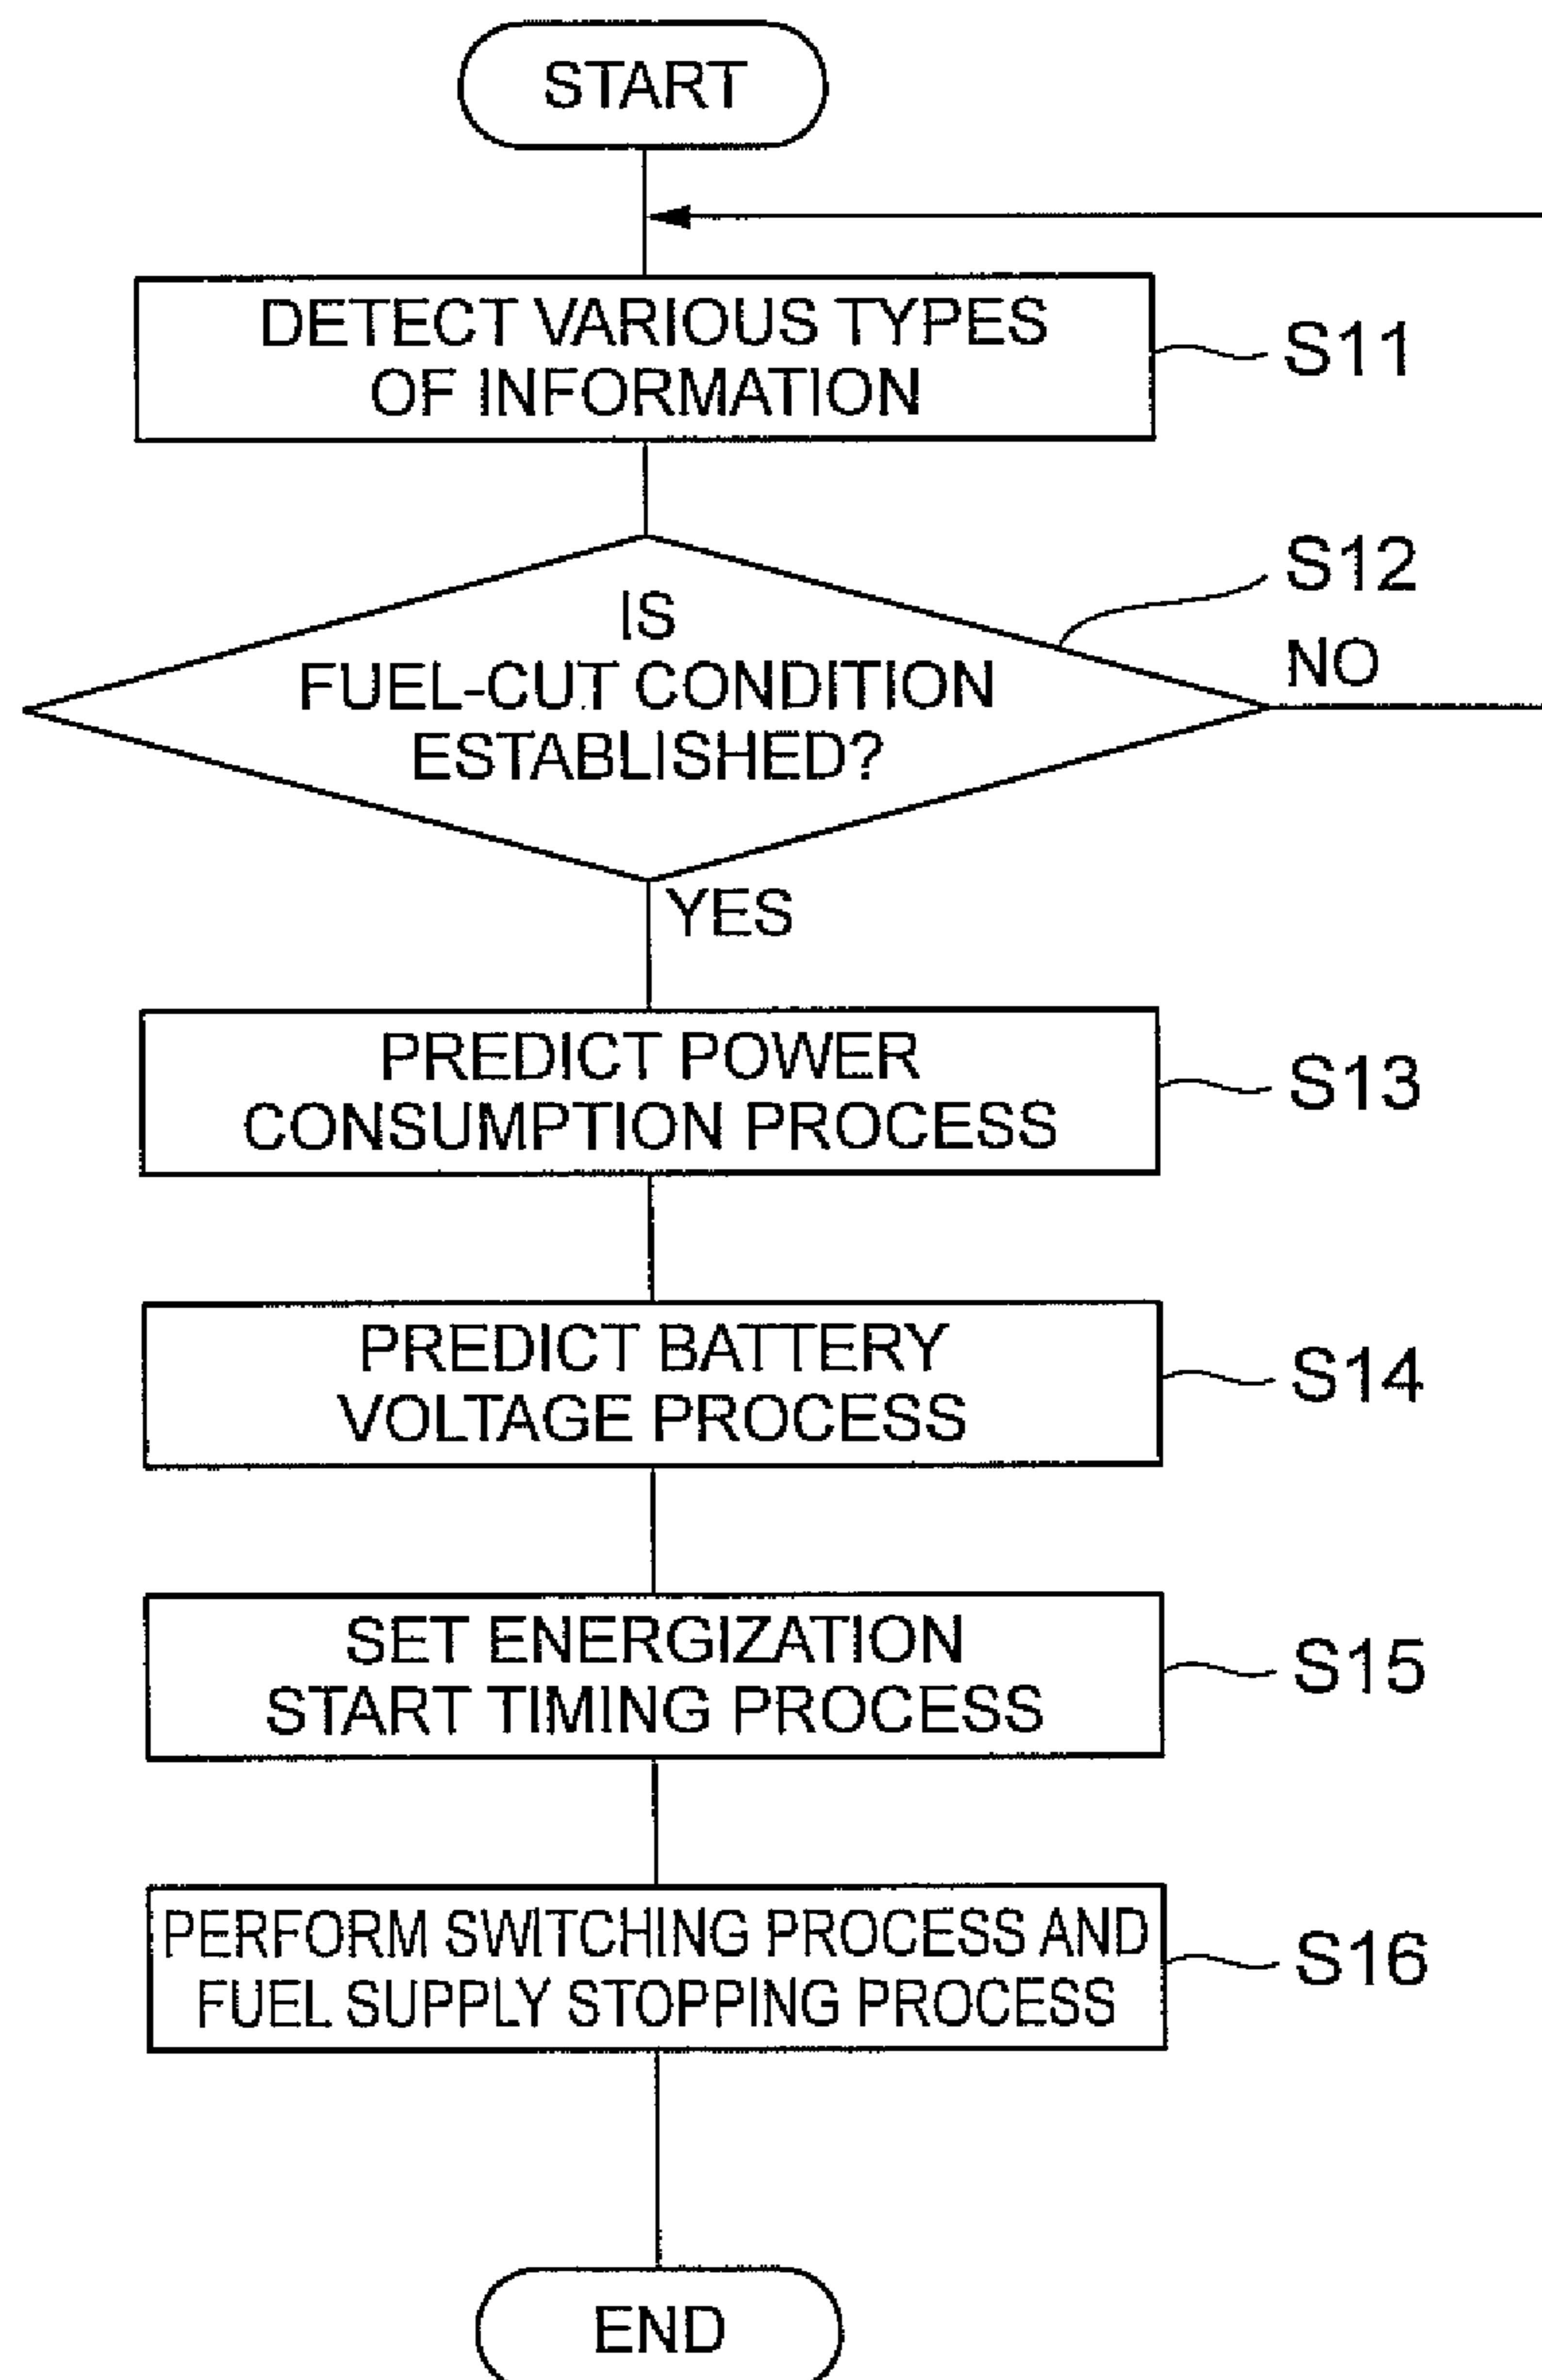 START
DETECT VARIOUS TYPES
OF INFORMATION
S11
S12
IS
FUEL-CUT CONDITION
ESTABLISHED?
NO
YES
PREDICT POWER
CONSUMPTION PROCESS
S13
PREDICT BATTERY
VOLTAGE PROCESS
S14
SET ENERGIZATION
START TIMING PROCESS
S15
PERFORM SWITCHING PROCESS AND
FUEL SUPPLY STOPPING PROCESS
S16
END